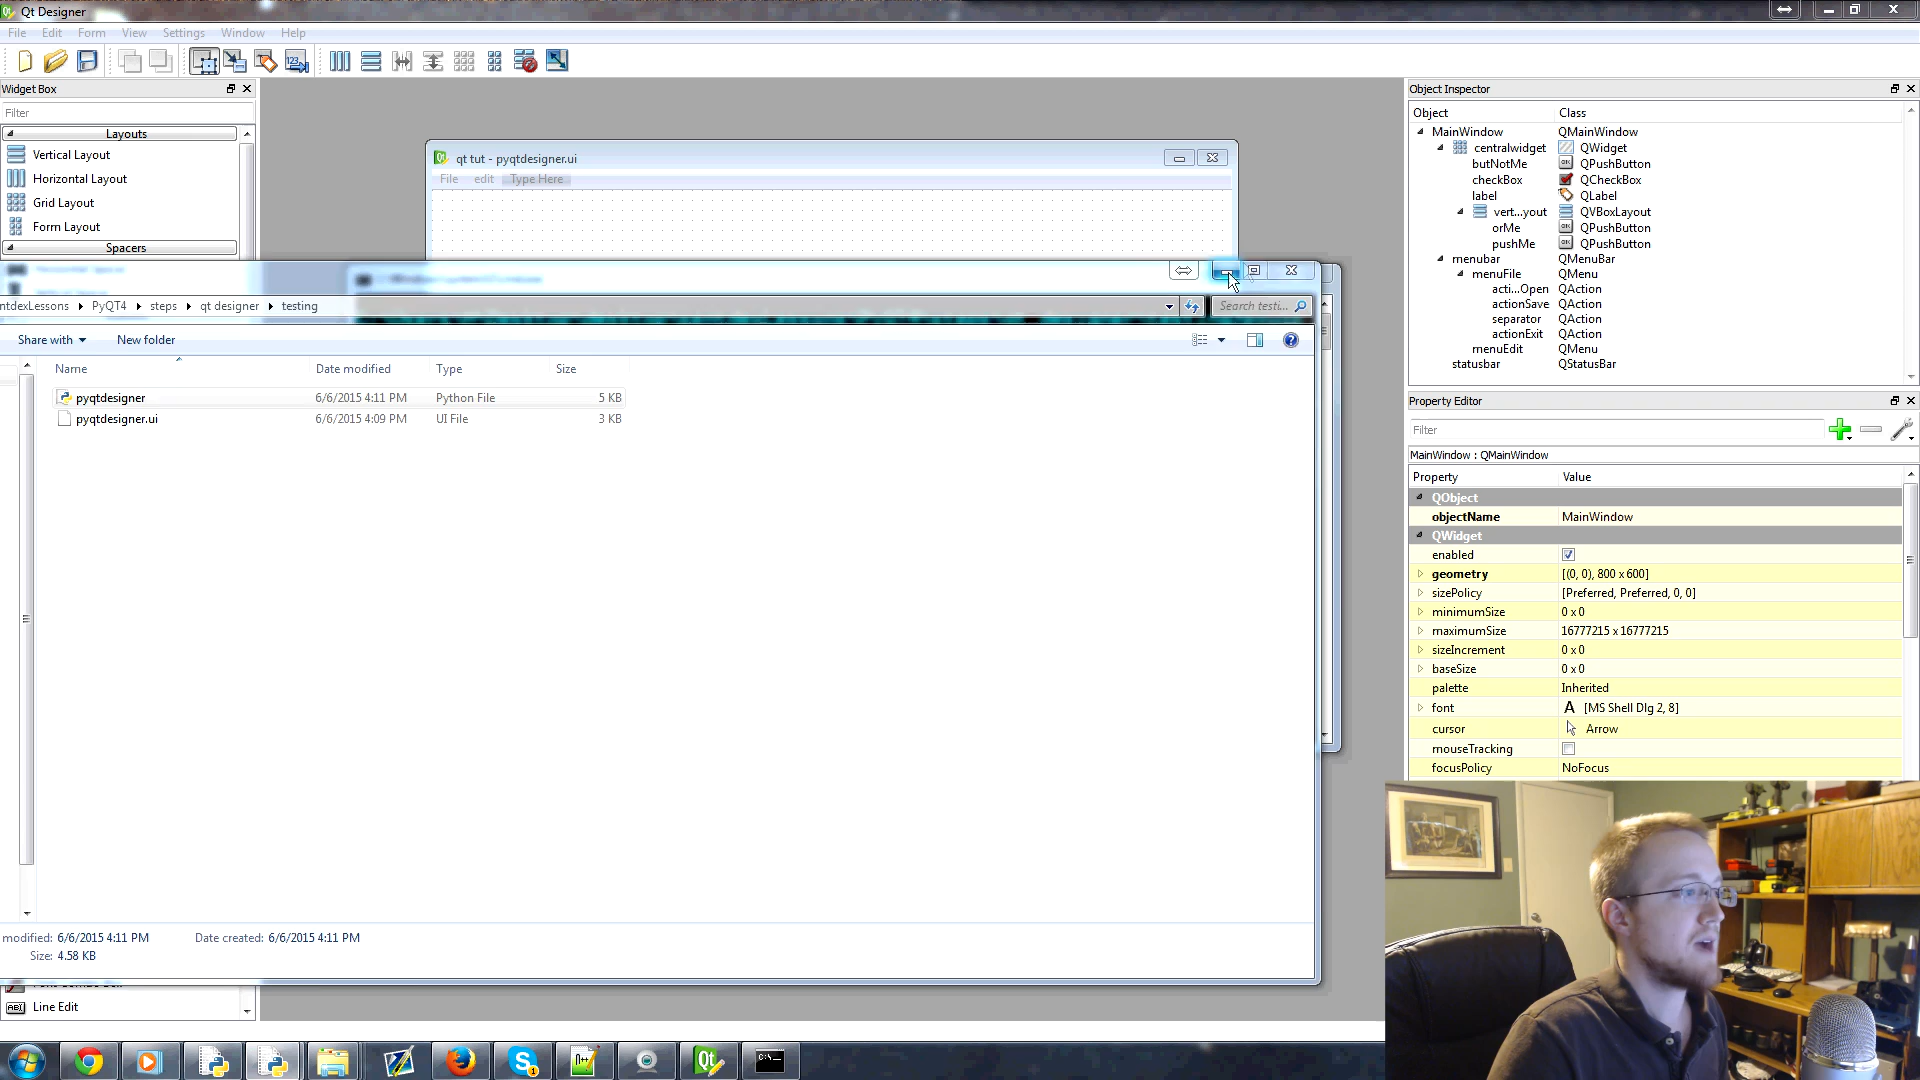 Qt Designer
File Edit Form View Settings Window Help
Widget Box
Filter
Layouts
Vertical Layout
Horizontal Layout
Grid Layout
Form Layout
Spacers
qt tut - pyqtdesigner.ui
File edit Type Here
ntdexLessons PyQT4 steps qt designer testing
Search testi...
Share with New folder
Name Date modified Type Size
pyqtdesigner 6/6/2015 4:11 PM Python File 5 KB
pyqtdesigner.ui 6/6/2015 4:09 PM UI File 3 KB
modified: 6/6/2015 4:11 PM Date created: 6/6/2015 4:11 PM
Size: 4.58 KB
Line Edit
Object Inspector
Object Class
MainWindow QMainWindow
centralwidget QWidget
butNotMe QPushButton
checkBox QCheckBox
label QLabel
vert...yout QVBoxLayout
orMe QPushButton
pushMe QPushButton
menubar QMenuBar
menuFile QMenu
acti...Open QAction
actionSave QAction
separator QAction
actionExit QAction
menuEdit QMenu
statusbar QStatusBar
Property Editor
Filter
MainWindow : QMainWindow
Property Value
QObject
objectName MainWindow
QWidget
enabled
geometry [(0, 0), 800 x 600]
sizePolicy [Preferred, Preferred, 0, 0]
minimumSize 0 x 0
maximumSize 16777215 x 16777215
sizeIncrement 0 x 0
baseSize 0 x 0
palette Inherited
font A [MS Shell Dlg 2, 8]
cursor Arrow
mouseTracking
focusPolicy NoFocus